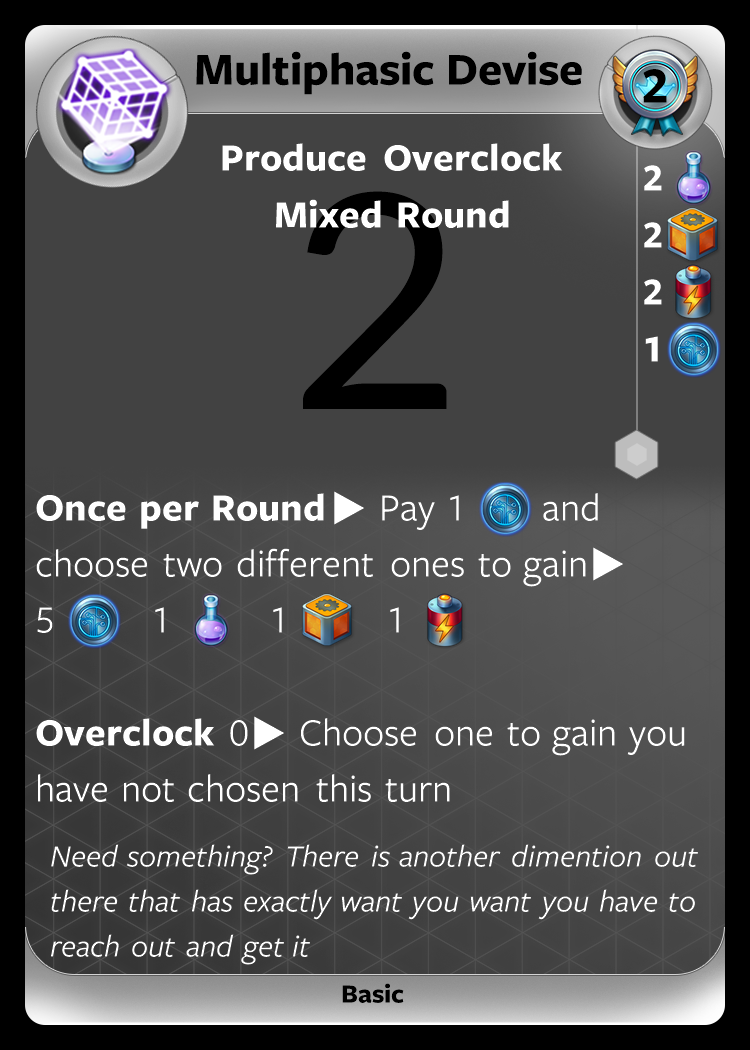 Multiphasic Devise
2
Produce Overclock
Mixed Round
2
2
2
2
1
Once per Round▶ Pay 1 and
choose two different ones to gain▶
5 1 1 1
Overclock 0▶ Choose one to gain you
have not chosen this turn
Need something? There is another dimention out
there that has exactly want you want you have to
reach out and get it
Basic